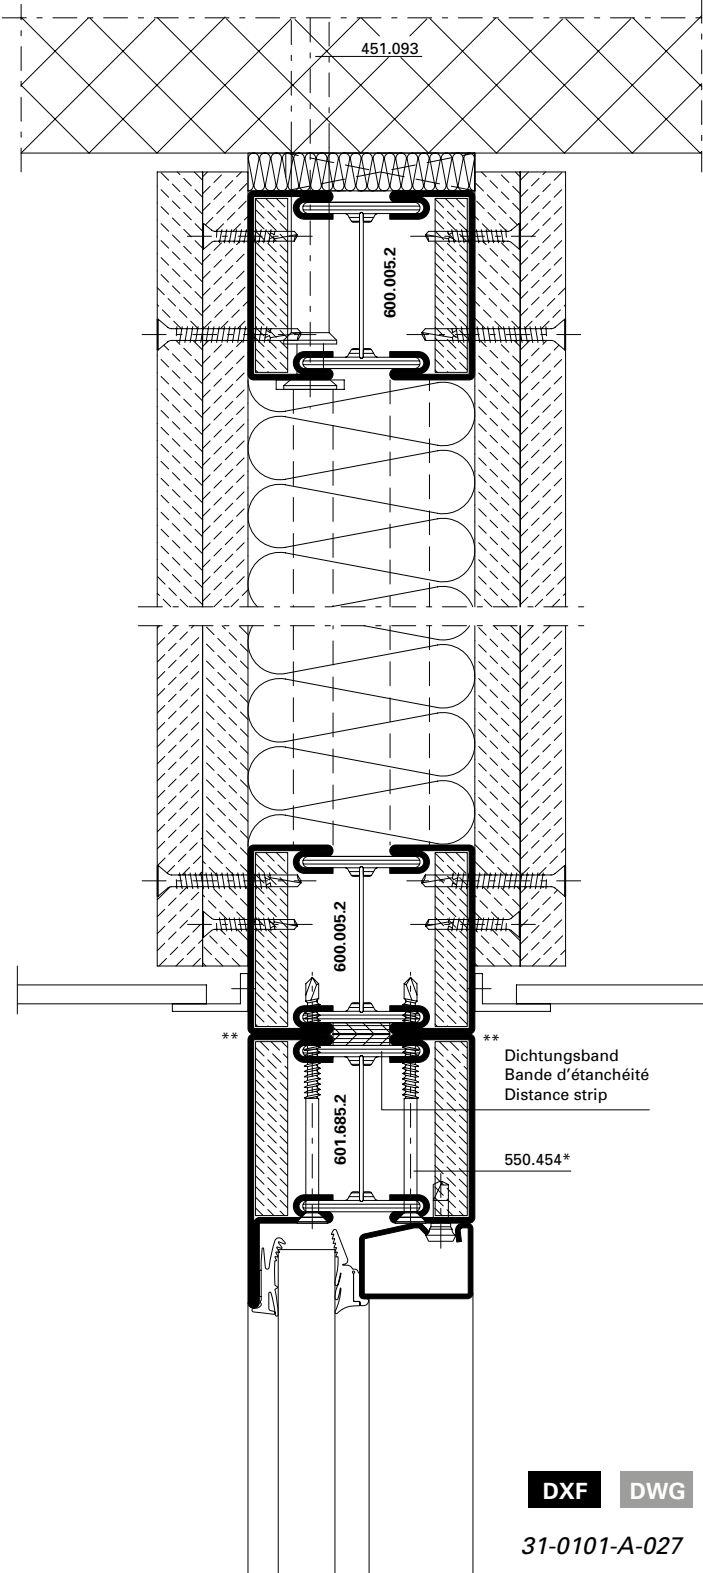 451.093
600.005.2
600.005.2
**
**
Dichtungsband
Bande d'étanchéité
Distance strip
601.685.2
550.454*
DXF DWG
31-0101-A-027